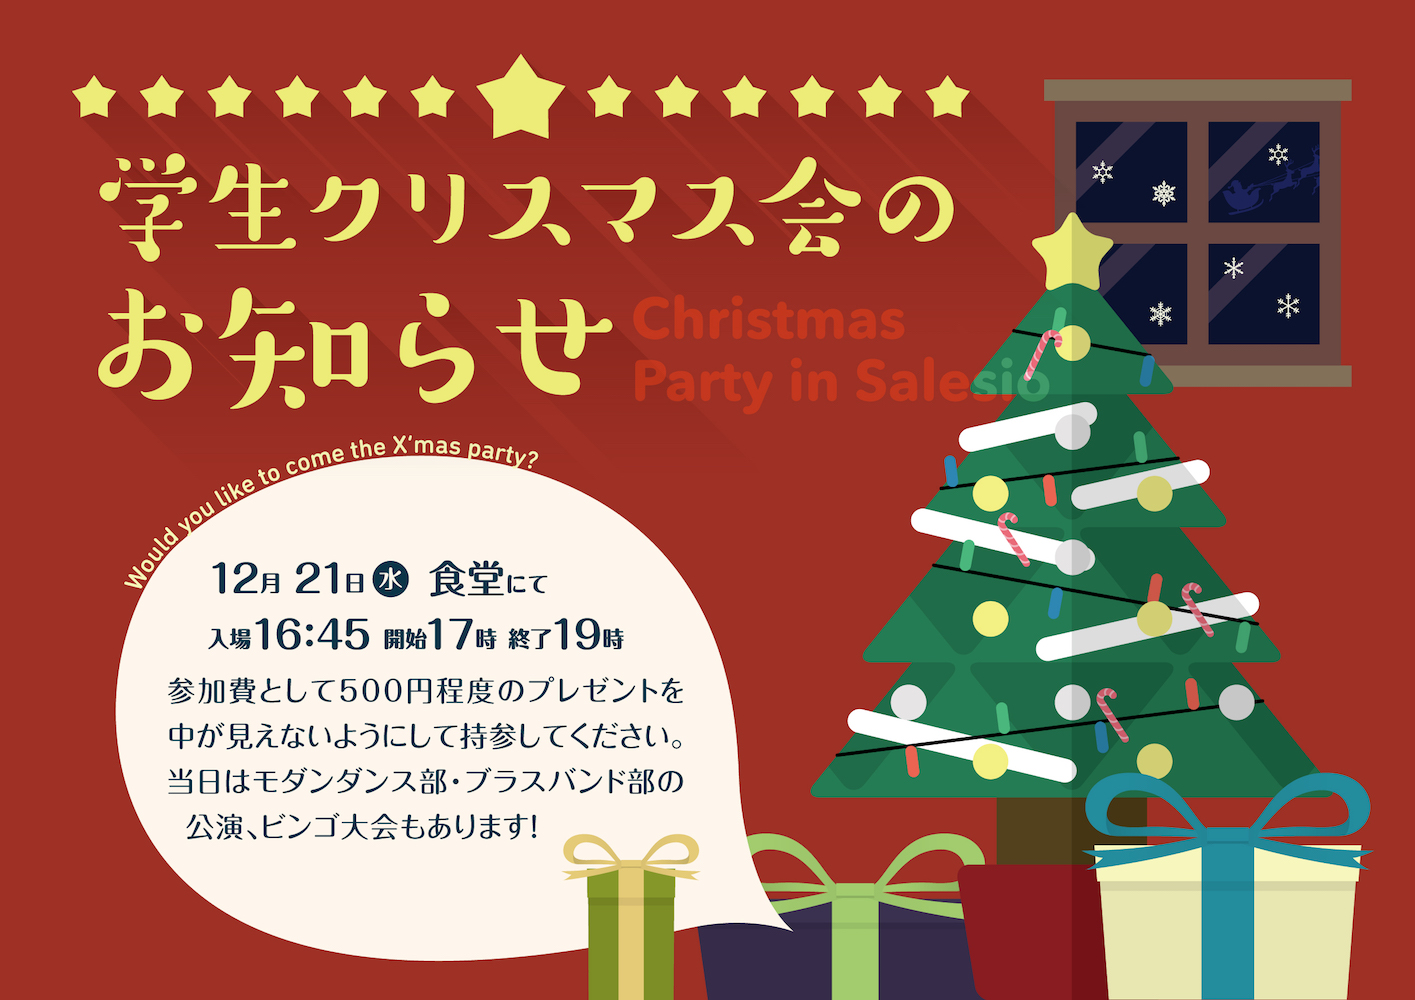 学生クリスマス会の
お知らせ
Christmas
Party in Salesio
Would you like to come the X'mas party?
12月 21日 水 食堂にて
入場16:45 開始17時 終了19時
参加費として500円程度のプレゼントを
中が見えないようにして持参してください。
当日はモダンダンス部・ブラスバンド部の
公演、ビンゴ大会もあります!